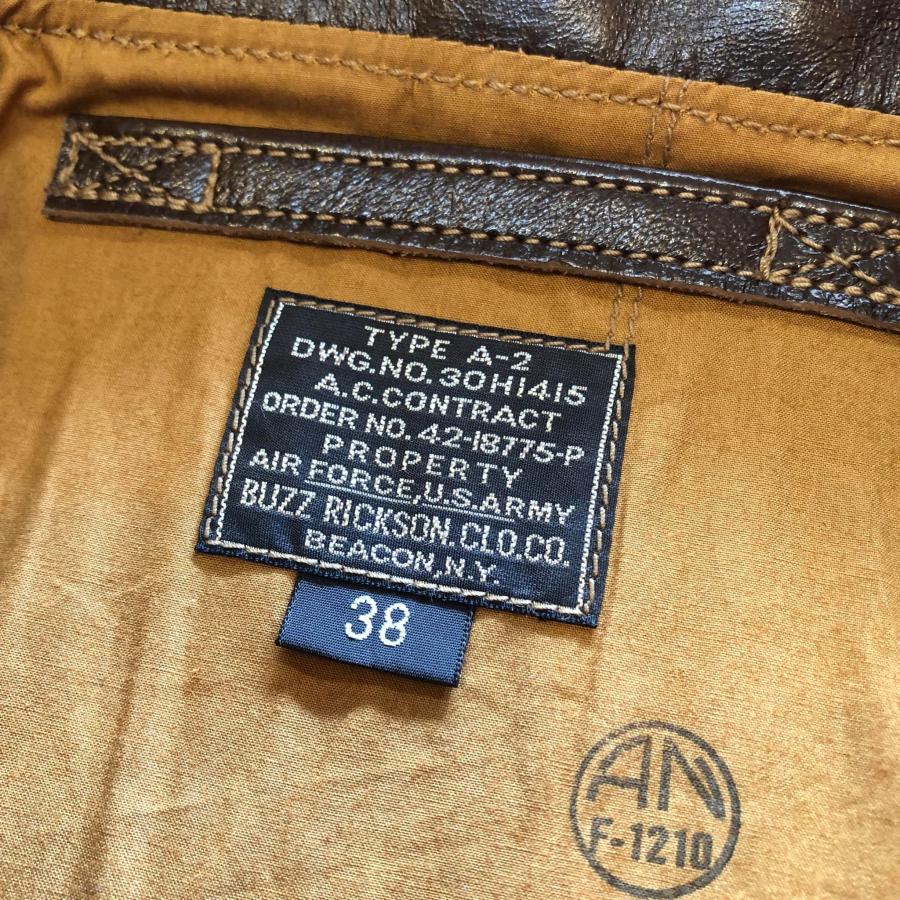 TYPE A-2
DWG.NO.30H1415
A.C.CONTRACT
ORDER NO.42-18775-P
PROPERTY
AIR FORCE,U.S.ARMY
BUZZ RICKSON.CLO.CO.
BEACON,N.Y.
38
AN
F-1210